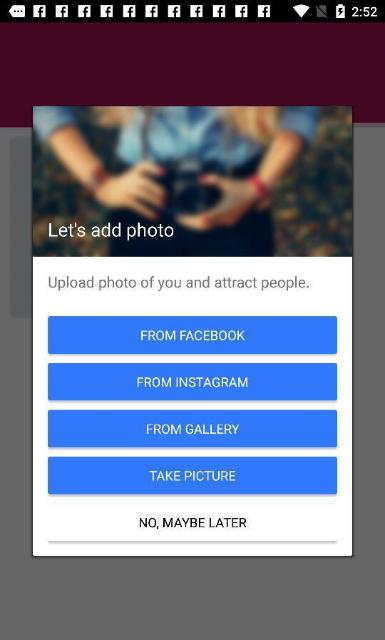 2:52
Let's add photo
Upload photo of you and attract people.
FROM FACEBOOK
FROM INSTAGRAM
FROM GALLERY
TAKE PICTURE
NO, MAYBE LATER